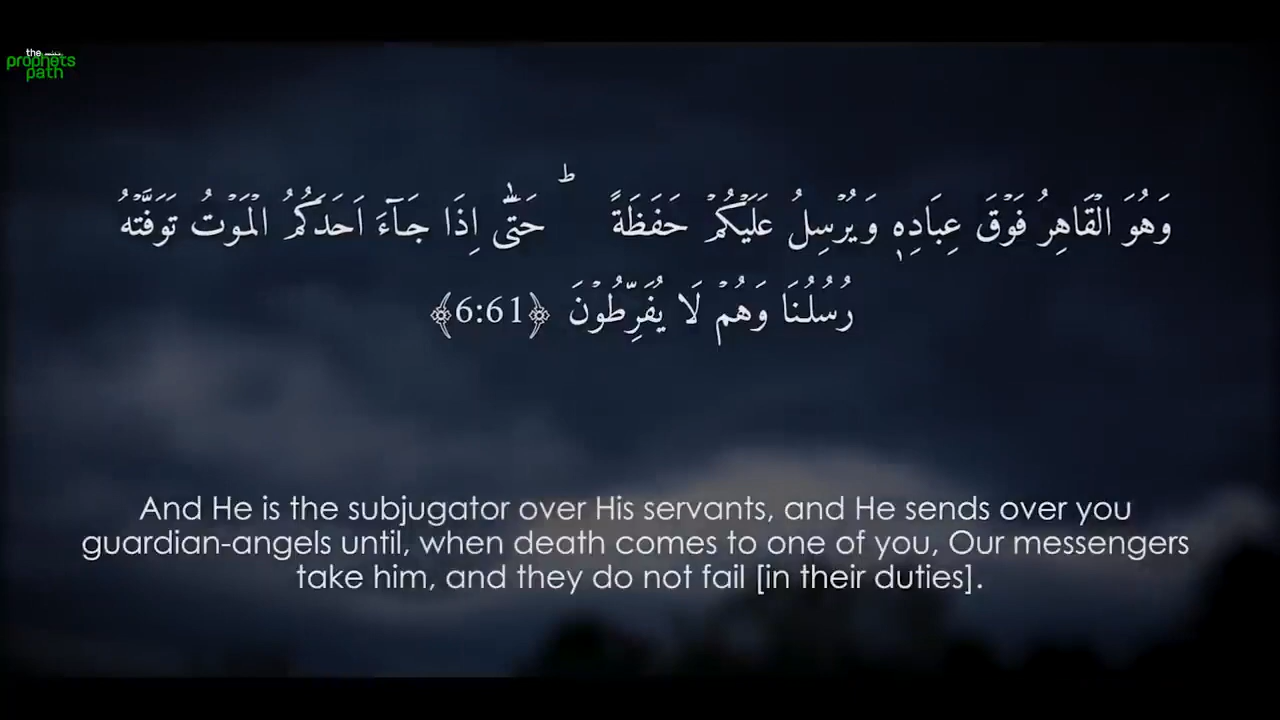 the
prophets
path
وَهُوَ الْقَاهِرُ فَوْقَ عِبَادِهٖ وَيُرْسِلُ عَلَيْكُمْ حَفَظَةً ؕ حَتّٰۤى اِذَا جَآءَ اَحَدَكُمُ الْمَوْتُ تَوَفَّتْهُ
رُسُلُنَا وَهُمْ لَا يُفَرِّطُوْنَ ﴿6:61﴾
And He is the subjugator over His servants, and He sends over you
guardian-angels until, when death comes to one of you, Our messengers
take him, and they do not fail [in their duties].